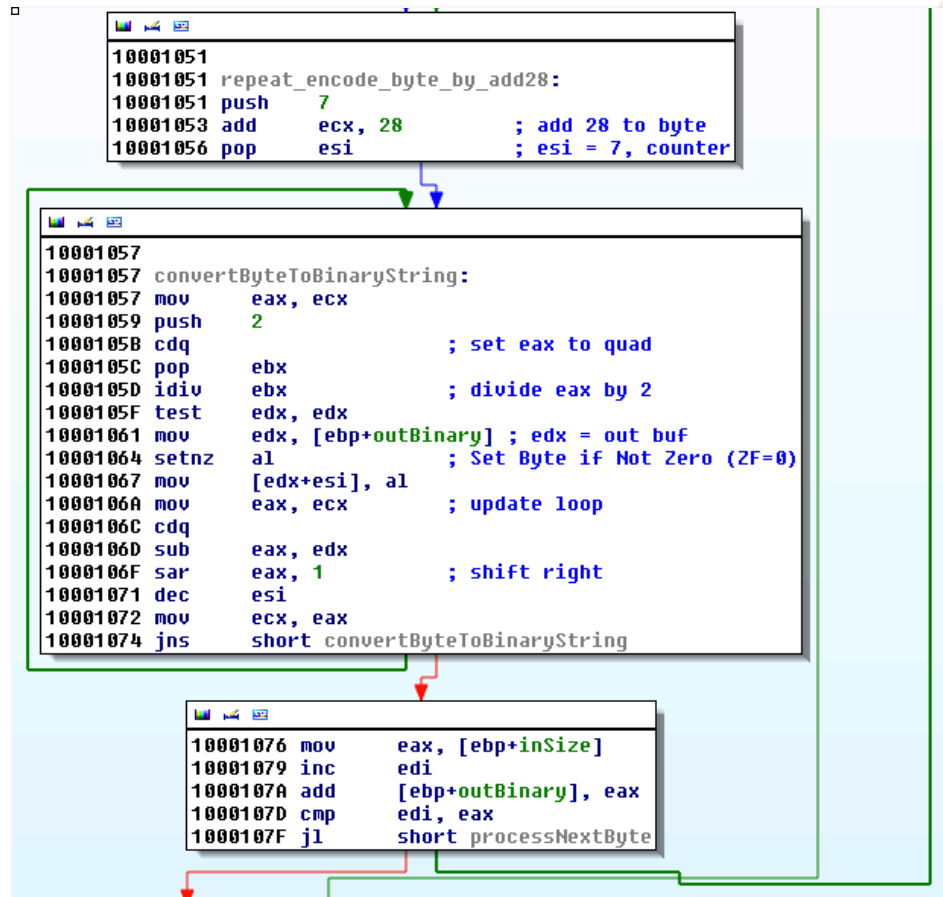 10001051
10001051 repeat_encode_byte_by_add28:
10001051 push 7
10001053 add ecx, 28 ; add 28 to byte
10001056 pop esi ; esi = 7, counter
10001057
10001057 convertByteToBinaryString:
10001057 mov eax, ecx
10001059 push 2
1000105B cdq ; set eax to quad
1000105C pop ebx
1000105D idiv ebx ; divide eax by 2
1000105F test edx, edx
10001061 mov edx, [ebp+outBinary] ; edx = out buf
10001064 setnz al ; Set Byte if Not Zero (ZF=0)
10001067 mov [edx+esi], al
1000106A mov eax, ecx ; update loop
1000106C cdq
1000106D sub eax, edx
1000106F sar eax, 1 ; shift right
10001071 dec esi
10001072 mov ecx, eax
10001074 jns short convertByteToBinaryString
10001076 mov eax, [ebp+inSize]
10001079 inc edi
1000107A add [ebp+outBinary], eax
1000107D cmp edi, eax
1000107F jl short processNextByte